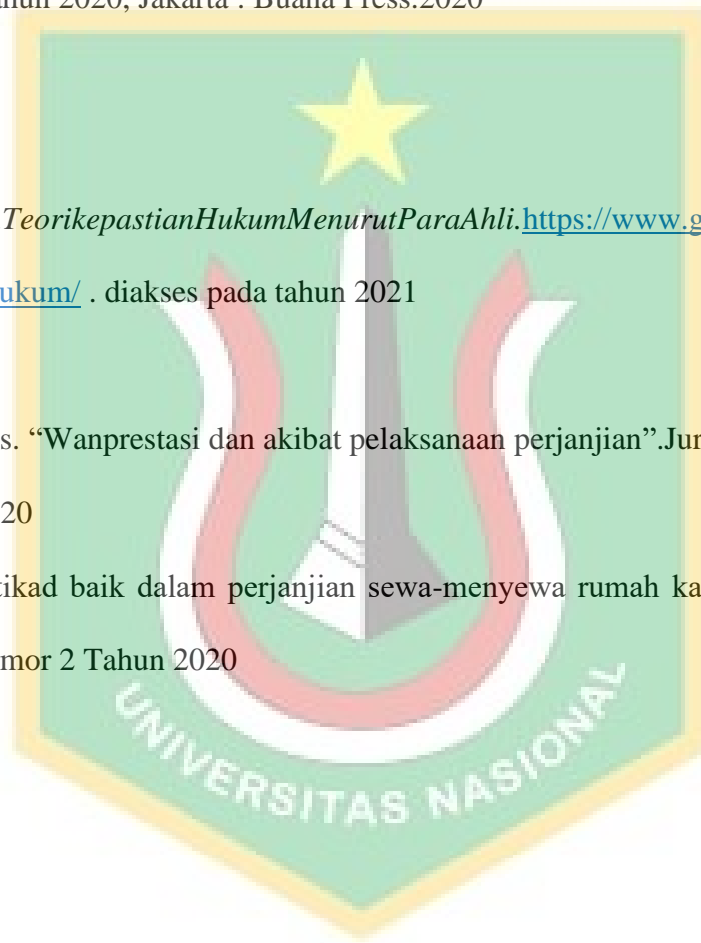 ahun 2020, Jakarta : Buana Press.2020
TeorikepastianHukumMenurutParaAhli.https://www.g
ukum/ . diakses pada tahun 2021
s. “Wanprestasi dan akibat pelaksanaan perjanjian”.Jur
20
tikad baik dalam perjanjian sewa-menyewa rumah ka
mor 2 Tahun 2020
UNIVERSITAS NASIONAL